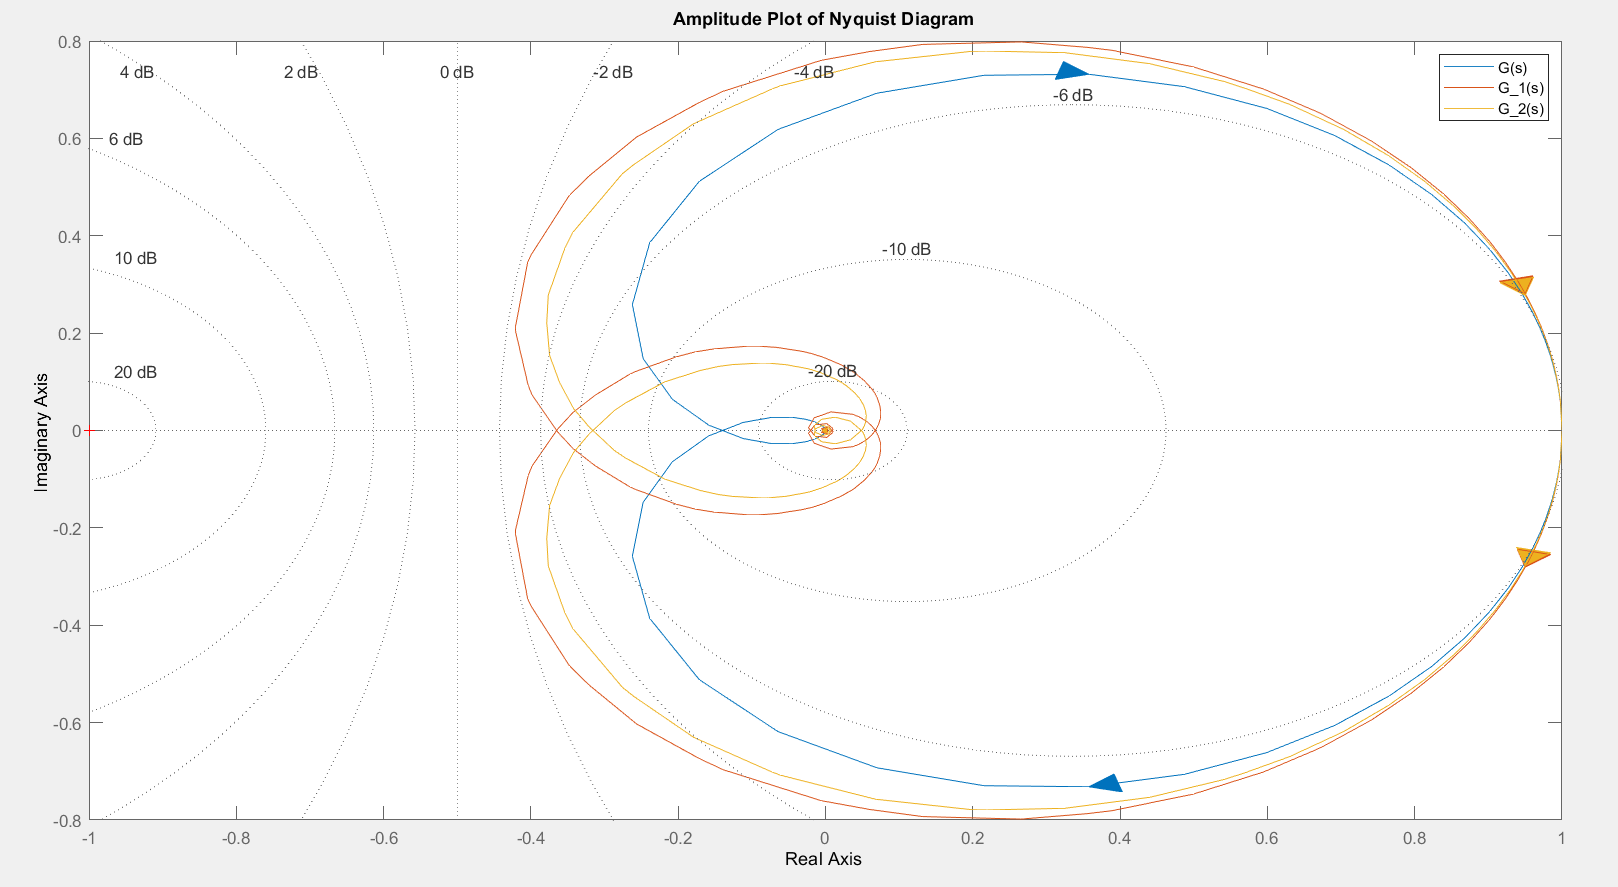 Amplitude Plot of Nyquist Diagram
0.8
4 dB
2 dB
0 dB
-2 dB
-4 dB
G(s)
G_1(s)
G_2(s)
-6 dB
0.6
6 dB
0.4
-10 dB
10 dB
0.2
20 dB
-20 dB
Imaginary Axis
0
-0.2
-0.4
-0.6
-0.8
-1
-0.8
-0.6
-0.4
-0.2
0
0.2
0.4
0.6
0.8
1
Real Axis